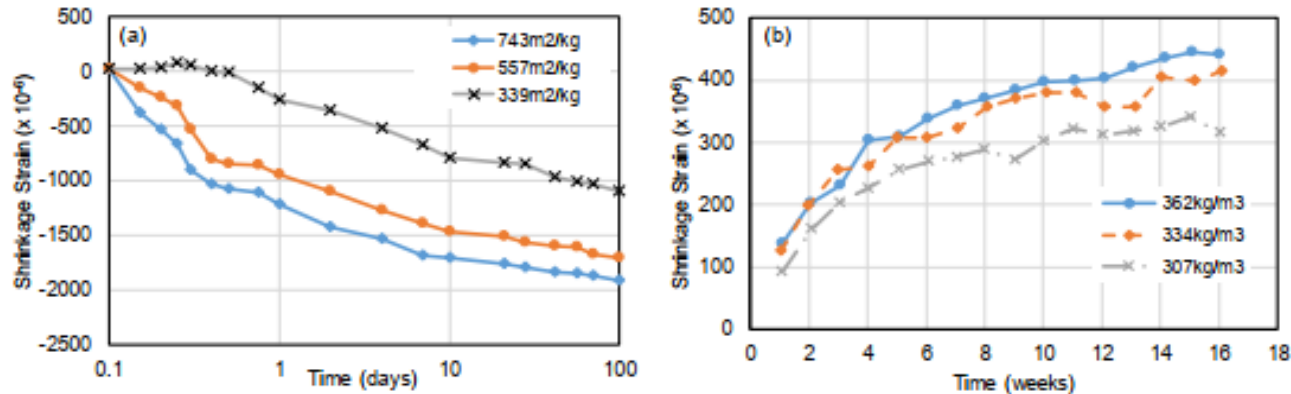 (a)
743m2/kg
557m2/kg
339m2/kg
500
0
-500
-1000
-1500
-2000
-2500
Shrinkage Strain (x 10⁻⁶)
0.1 1 10 100
Time (days)
(b)
362kg/m3
334kg/m3
307kg/m3
500
400
300
200
100
0
Shrinkage Strain (x 10⁻⁶)
0 2 4 6 8 10 12 14 16 18
Time (weeks)